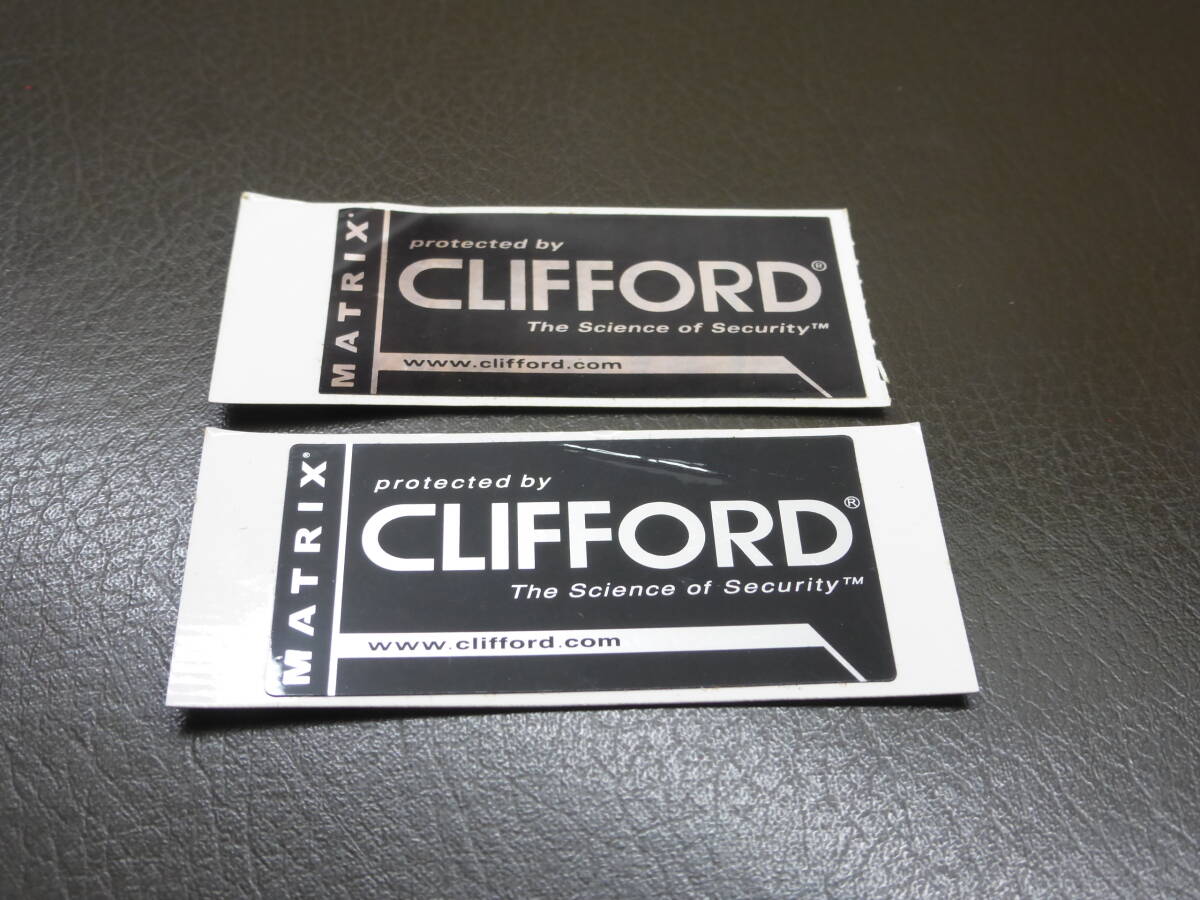 MATRIX®
protected by
CLIFFORD®
The Science of Security™
www.clifford.com
MATRIX®
protected by
CLIFFORD®
The Science of Security™
www.clifford.com